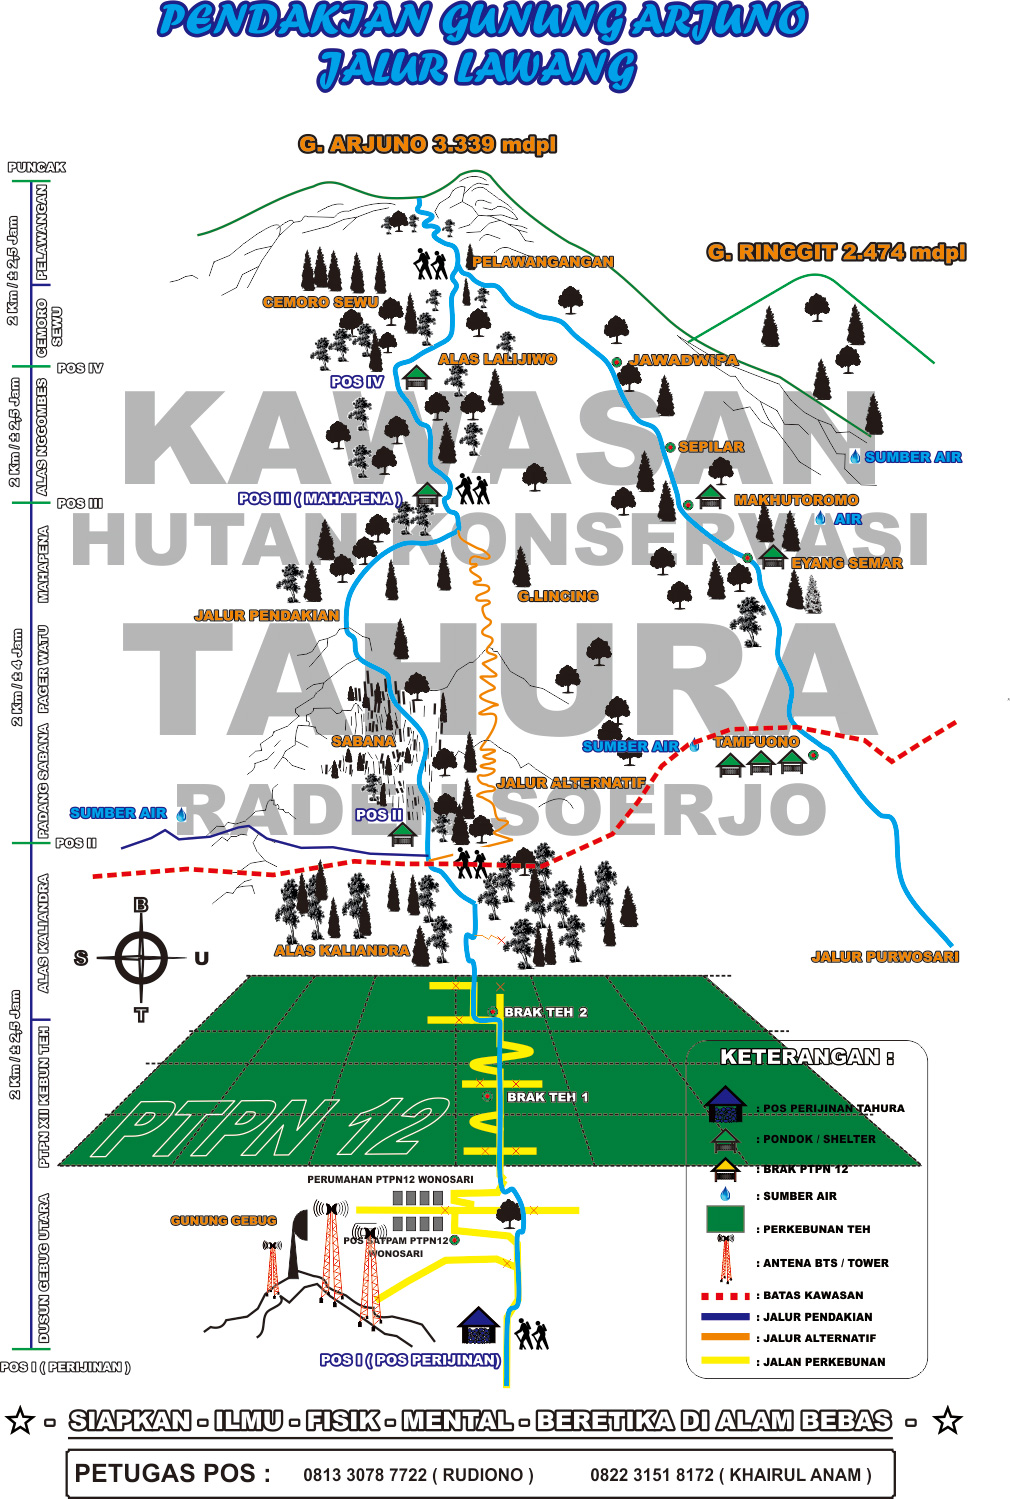 PENDAKIAN GUNUNG ARJUNO
JALUR LAWANG
G. ARJUNO 3.339 mdpl
G. RINGGIT 2.474 mdpl
PUNCAK
PELAWANGAN
2 Km / ± 2,5 Jam
CEMORO SEWU
POS IV
ALAS NGGOMBES
2 Km / ± 2,5 Jam
POS III
MAHAPENA
PAGER WATU
2 Km / ± 4 Jam
PADANG SABANA
POS II
ALAS KALIANDRA
2 Km / ± 2,5 Jam
PTPN XII KEBUN TEH
DUSUN GEBUG UTARA
POS I ( PERIJINAN )
PELAWANGANGAN
CEMORO SEWU
ALAS LALIJIWO
POS IV
JAWADWIPA
KAWASAN
SEPILAR
SUMBER AIR
POS III ( MAHAPENA )
MAKHUTOROMO
AIR
HUTAN KONSERVASI
EYANG SEMAR
G.LINCING
JALUR PENDAKIAN
TAHURA
SABANA
SUMBER AIR
TAMPUONO
JALUR ALTERNATIF
RADEN SOERJO
SUMBER AIR
POS II
ALAS KALIANDRA
JALUR PURWOSARI
B
S
U
T
BRAK TEH 2
BRAK TEH 1
PTPN 12
PERUMAHAN PTPN12 WONOSARI
GUNUNG GEBUG
POS SATPAM PTPN12
WONOSARI
POS I ( POS PERIJINAN)
KETERANGAN :
: POS PERIJINAN TAHURA
: PONDOK / SHELTER
: BRAK PTPN 12
: SUMBER AIR
: PERKEBUNAN TEH
: ANTENA BTS / TOWER
: BATAS KAWASAN
: JALUR PENDAKIAN
: JALUR ALTERNATIF
: JALAN PERKEBUNAN
- SIAPKAN - ILMU - FISIK - MENTAL - BERETIKA DI ALAM BEBAS -
PETUGAS POS : 0813 3078 7722 ( RUDIONO ) 0822 3151 8172 ( KHAIRUL ANAM )